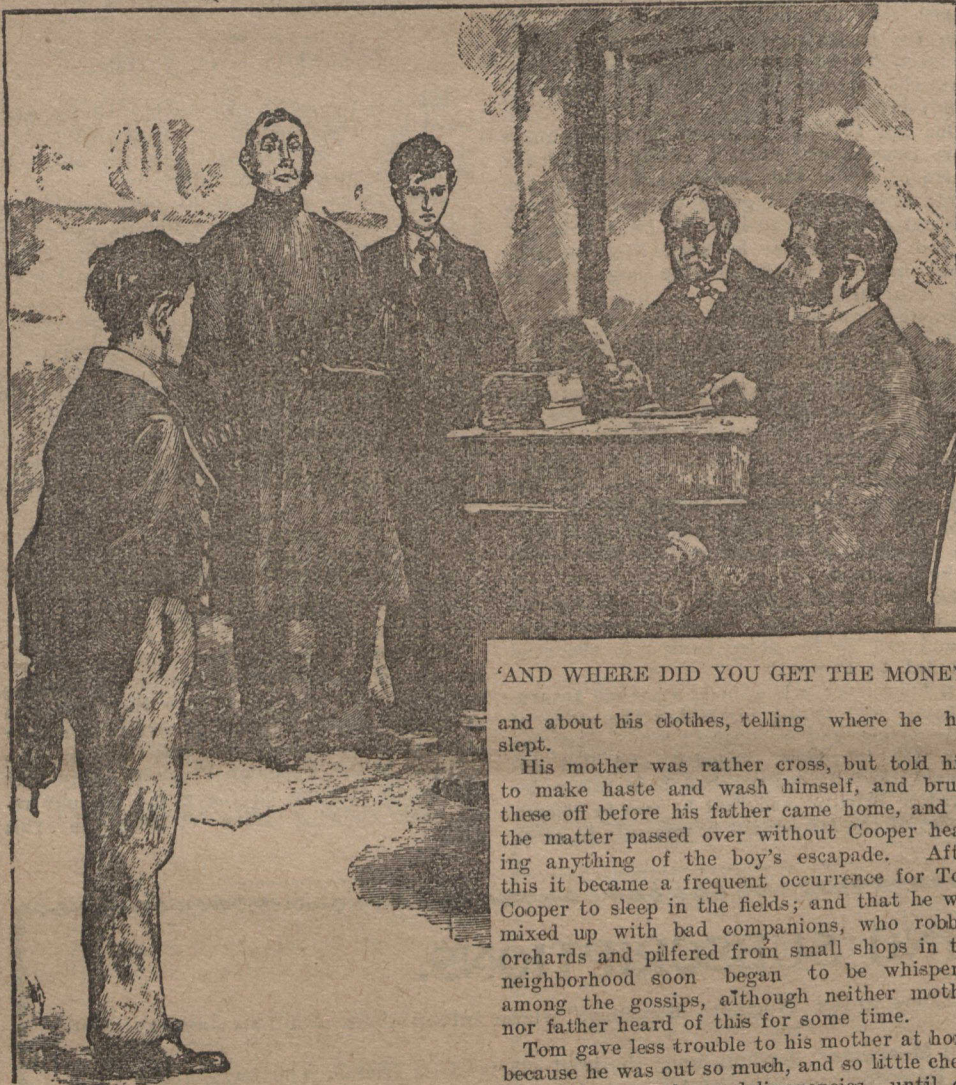 'AND WHERE DID YOU GET THE MONE
and about his clothes, telling where he h
slept.
His mother was rather cross, but told hi
to make haste and wash himself, and bru
these off before his father came home, and
the matter passed over without Cooper hea
ing anything of the boy's escapade. Aft
this it became a frequent occurrence for To
Cooper to sleep in the fields; and that he w
mixed up with bad companions, who robb
orchards and pilfered from small shops in t
neighborhood soon began to be whisper
among the gossips, although neither moth
nor father heard of this for some time.
Tom gave less trouble to his mother at hom
because he was out so much, and so little che
until